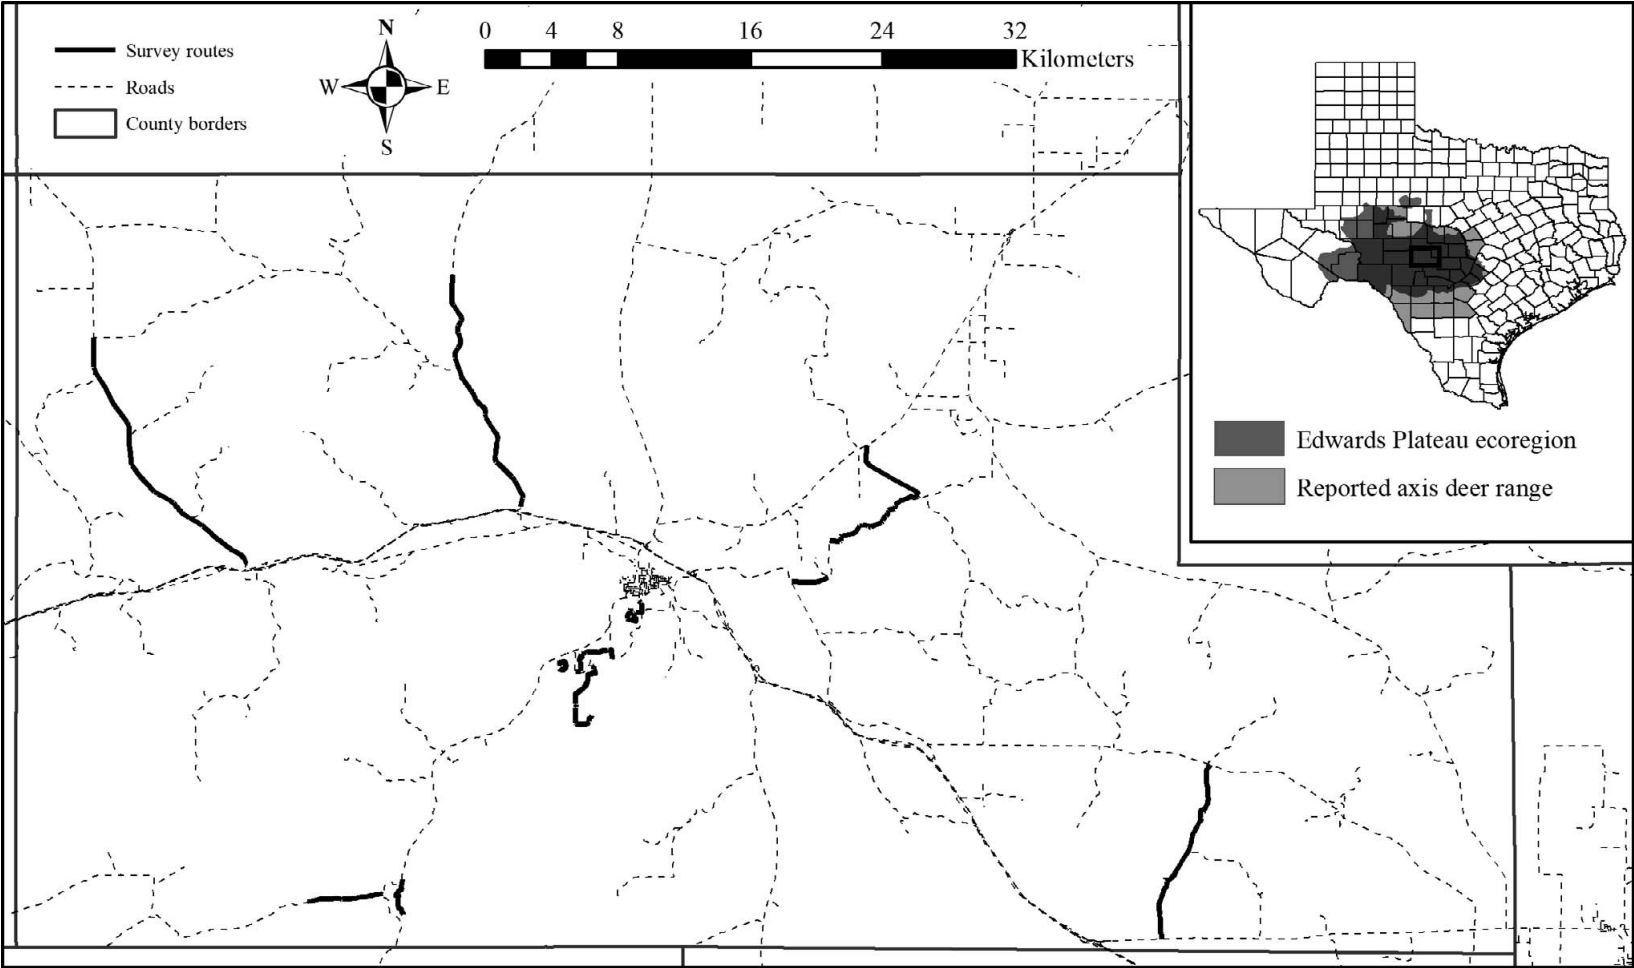 Survey routes
Roads
County borders
N
W E
S
0 4 8 16 24 32
Kilometers
Edwards Plateau ecoregion
Reported axis deer range